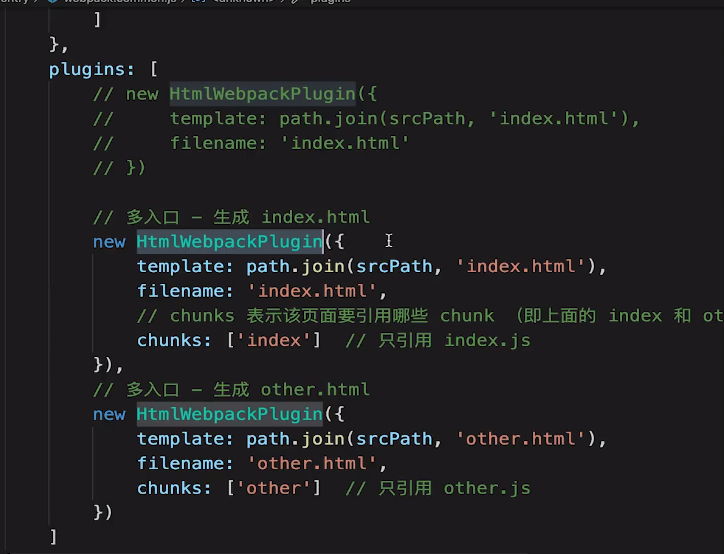 webpack.common.js
]
},
plugins: [
// new HtmlWebpackPlugin({
//     template: path.join(srcPath, 'index.html'),
//     filename: 'index.html'
// })
// 多入口 - 生成 index.html
new HtmlWebpackPlugin({
template: path.join(srcPath, 'index.html'),
filename: 'index.html',
// chunks 表示该页面要引用哪些 chunk （即上面的 index 和 ot
chunks: ['index']  // 只引用 index.js
}),
// 多入口 - 生成 other.html
new HtmlWebpackPlugin({
template: path.join(srcPath, 'other.html'),
filename: 'other.html',
chunks: ['other']  // 只引用 other.js
})
]